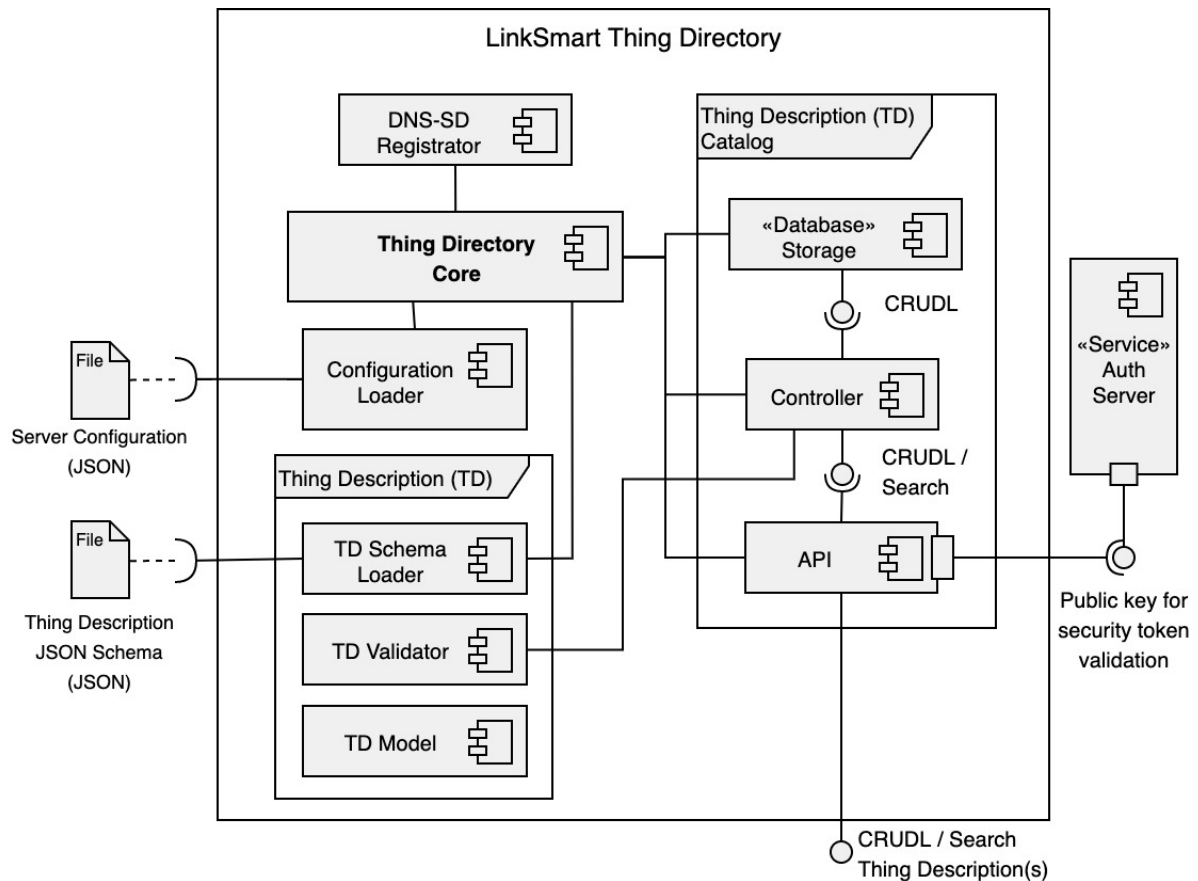 LinkSmart Thing Directory
DNS-SD
Registrator
Thing Directory
Core
Configuration
Loader
File
Server Configuration
(JSON)
Thing Description (TD)
TD Schema
Loader
File
Thing Description
JSON Schema
(JSON)
TD Validator
TD Model
Thing Description (TD)
Catalog
«Database»
Storage
CRUDL
Controller
CRUDL /
Search
API
«Service»
Auth
Server
Public key for
security token
validation
CRUDL / Search
Thing Description(s)